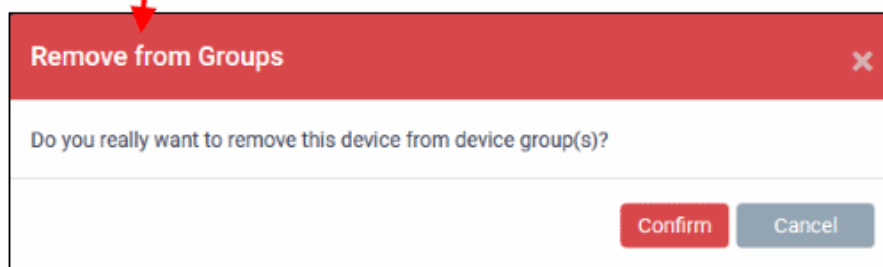 Remove from Groups
Do you really want to remove this device from device group(s)?
Confirm Cancel